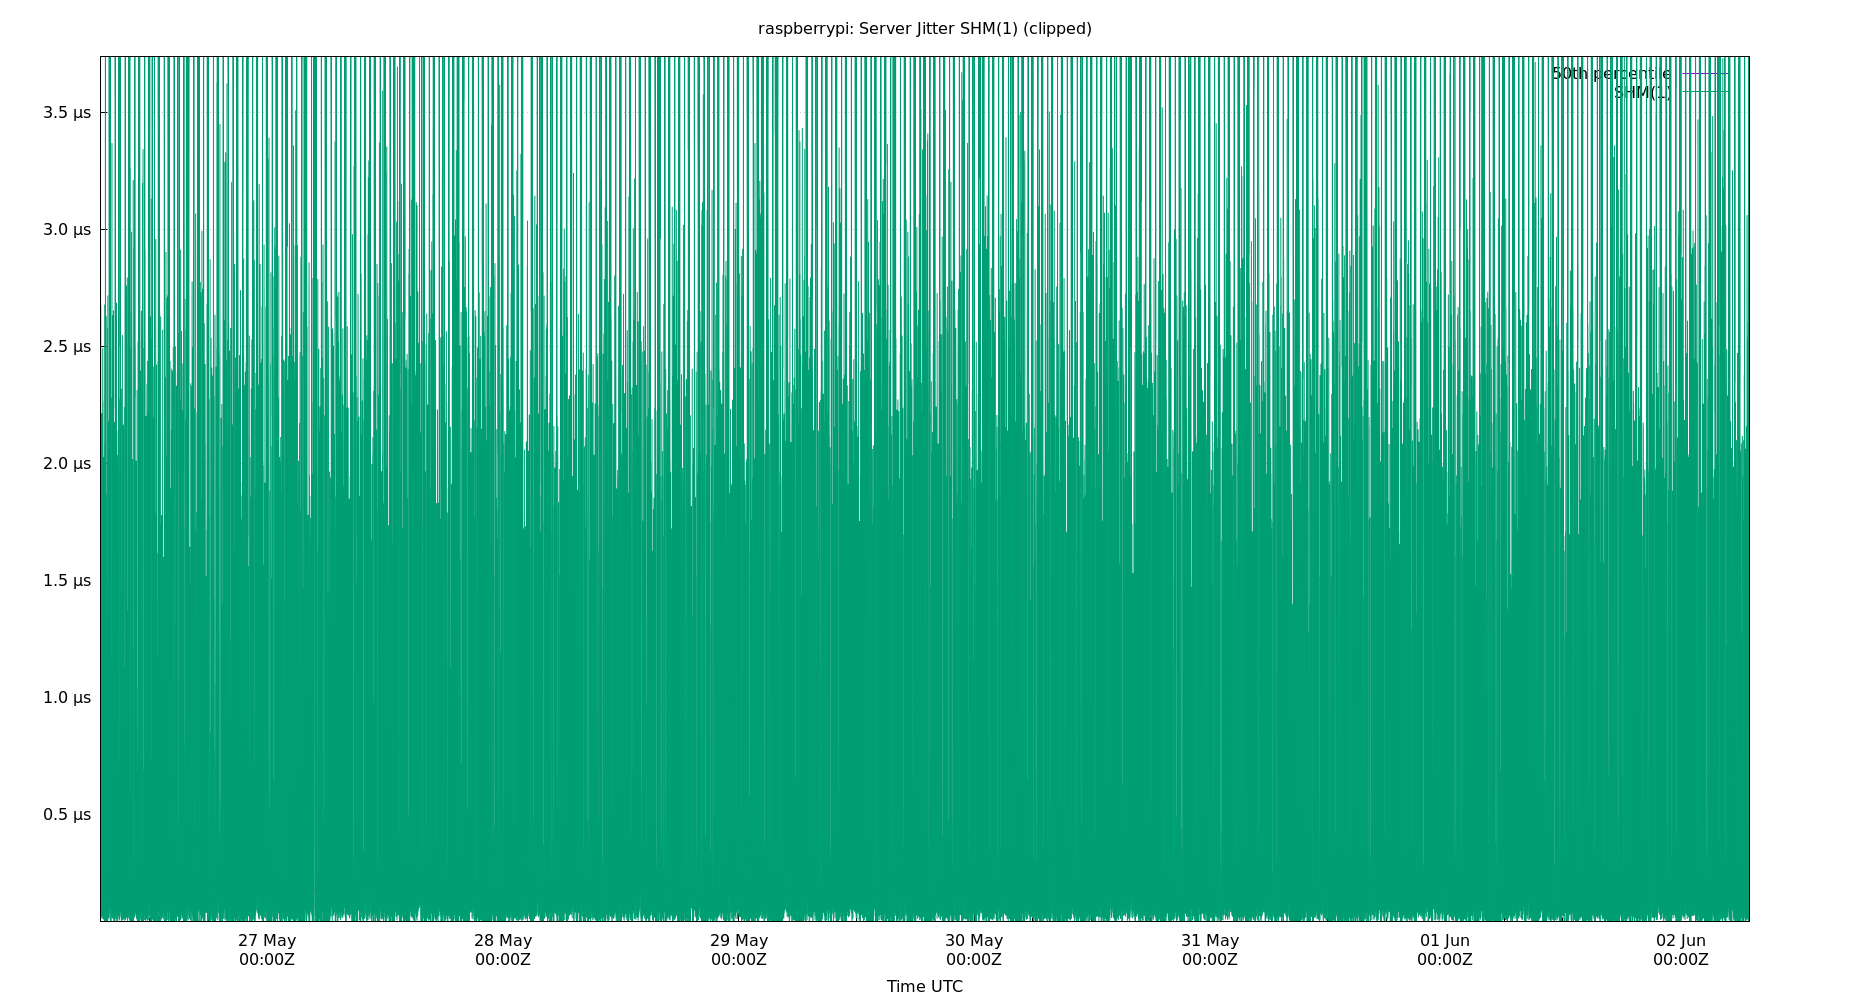 raspberrypi: Server Jitter SHM(1) (clipped)
50th percentile
SHM(1)
3.5 µs
3.0 µs
2.5 µs
2.0 µs
1.5 µs
1.0 µs
0.5 µs
27 May 28 May 29 May 30 May 31 May 01 Jun 02 Jun
00:00Z 00:00Z 00:00Z 00:00Z 00:00Z 00:00Z 00:00Z
Time UTC